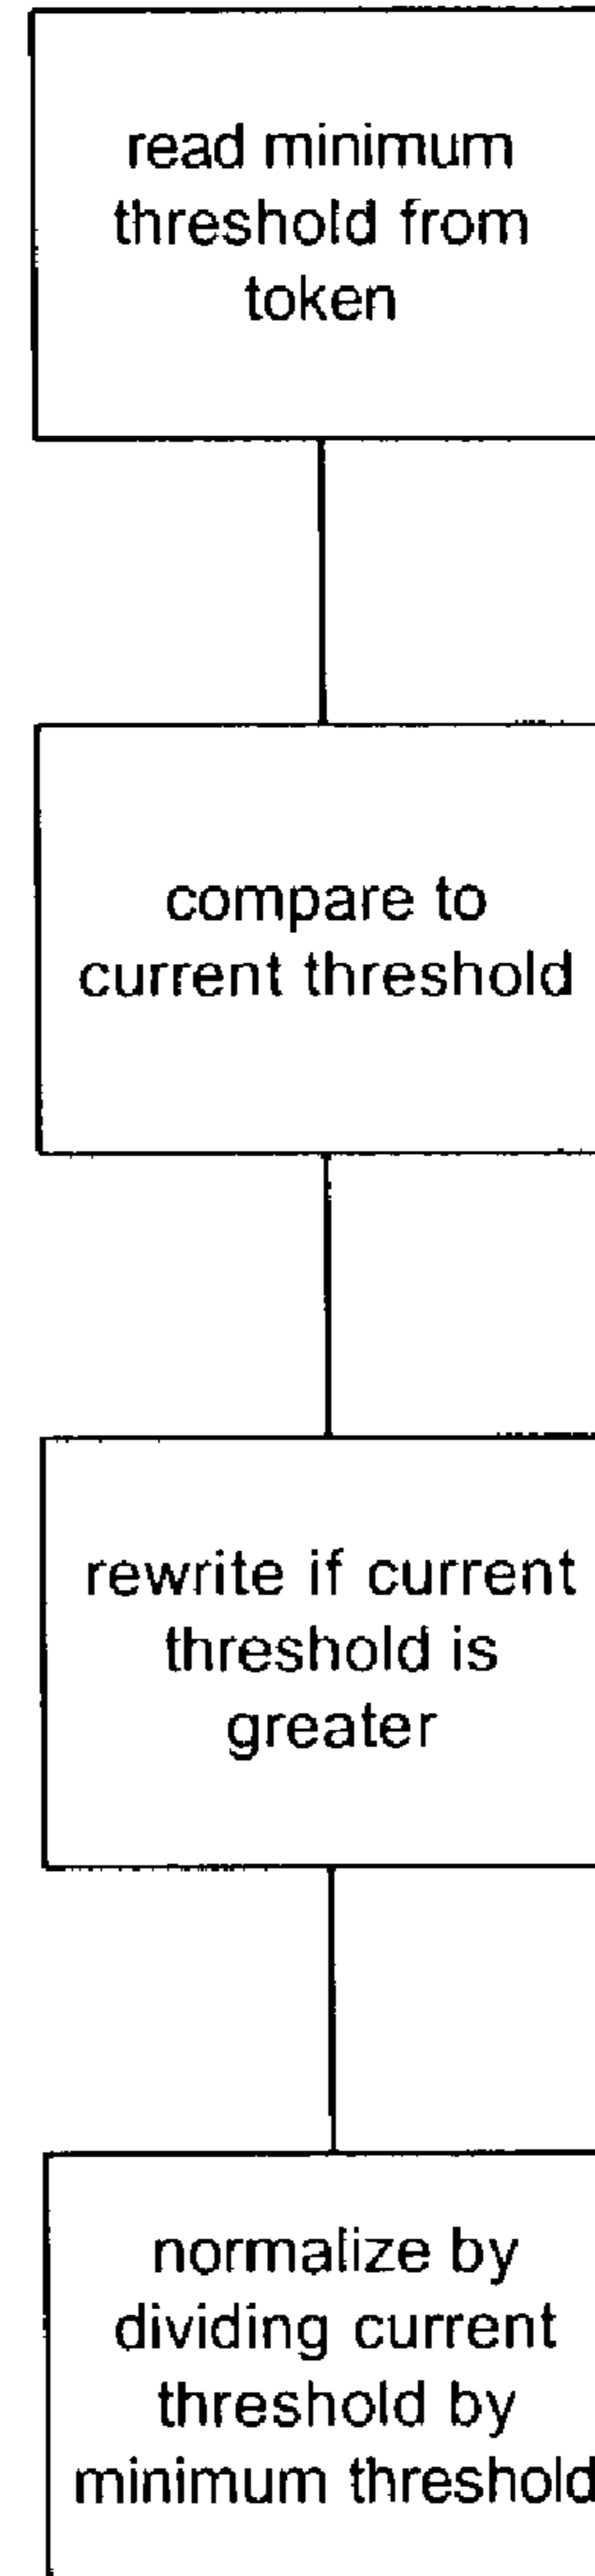 read minimum
threshold from
token
compare to
current threshold
rewrite if current
threshold is
greater
normalize by
dividing current
threshold by
minimum threshold